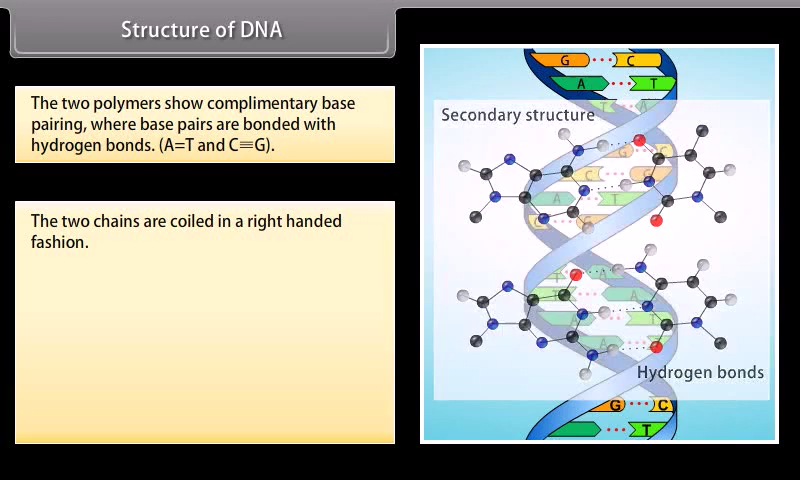 Structure of DNA
The two polymers show complimentary base
pairing, where base pairs are bonded with
hydrogen bonds. (A=T and C≡G).
The two chains are coiled in a right handed
fashion.
G C
A T
T A
Secondary structure
G C
C G
A T
C G
T A
T A
A T
A T
Hydrogen bonds
G C
T